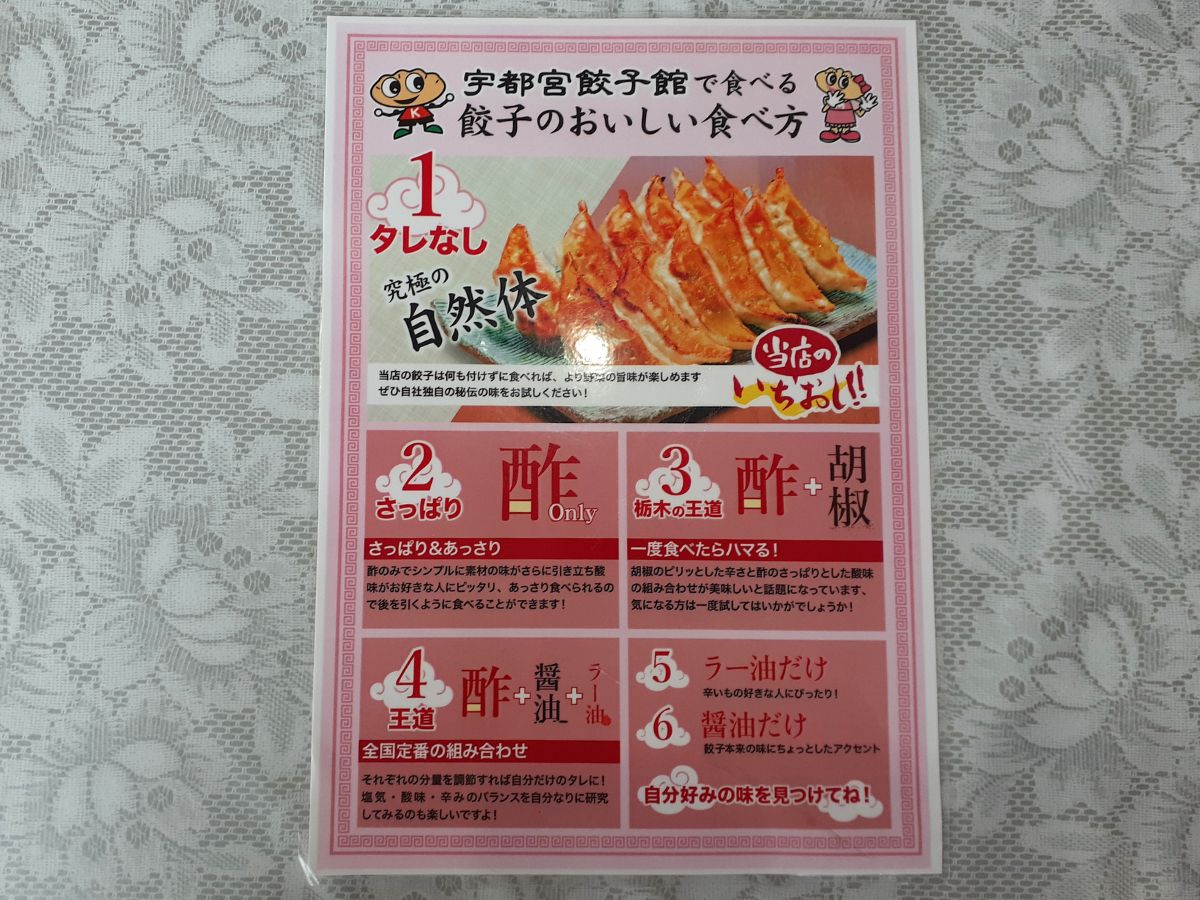 宇都宮餃子館で食べる
餃子のおいしい食べ方
K
1
タレなし
究極の
自然体
当店の餃子は何も付けずに食べれば、より野菜の旨味が楽しめます
ぜひ自社独自の秘伝の味をお試しください!
当店の
いちおし!!
2
さっぱり
酢
Only
さっぱり&あっさり
酢のみでシンプルに素材の味がさらに引き立ち酸
味がお好きな人にピッタリ、あっさり食べられるの
で後を引くように食べることができます!
3
栃木の王道
酢+胡椒
一度食べたらハマる!
胡椒のピリッとした辛さと酢のさっぱりとした酸味
の組み合わせが美味しいと話題になっています、
気になる方は一度試してはいかがでしょうか!
4
王道
酢+醤油+ラー油
全国定番の組み合わせ
それぞれの分量を調節すれば自分だけのタレに!
塩気・酸味・辛みのバランスを自分なりに研究
してみるのも楽しいですよ!
5 ラー油だけ
辛いもの好きな人にぴったり!
6 醤油だけ
餃子本来の味にちょっとしたアクセント
自分好みの味を見つけてね!